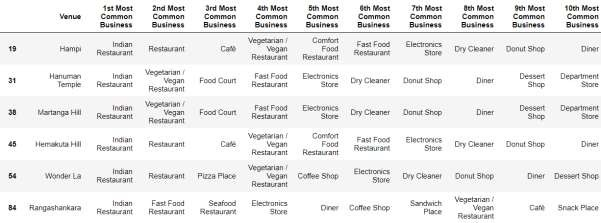 Venue 1st Most Common Business 2nd Most Common Business 3rd Most Common Business 4th Most Common Business 5th Most Common Business 6th Most Common Business 7th Most Common Business 8th Most Common Business 9th Most Common Business 10th Most Common Business
19 Hampi Indian Restaurant Restaurant Café Vegetarian / Vegan Restaurant Comfort Food Restaurant Fast Food Restaurant Electronics Store Dry Cleaner Donut Shop Diner
31 Hanuman Temple Indian Restaurant Vegetarian / Vegan Restaurant Food Court Fast Food Restaurant Electronics Store Dry Cleaner Donut Shop Diner Dessert Shop Department Store
38 Martanga Hill Indian Restaurant Vegetarian / Vegan Restaurant Food Court Fast Food Restaurant Electronics Store Dry Cleaner Donut Shop Diner Dessert Shop Department Store
45 Hemakuta Hill Indian Restaurant Restaurant Café Vegetarian / Vegan Restaurant Comfort Food Restaurant Fast Food Restaurant Electronics Store Dry Cleaner Donut Shop Diner
54 Wonder La Indian Restaurant Restaurant Pizza Place Vegetarian / Vegan Restaurant Coffee Shop Electronics Store Dry Cleaner Donut Shop Diner Dessert Shop
84 Rangashankara Indian Restaurant Fast Food Restaurant Seafood Restaurant Electronics Store Diner Coffee Shop Sandwich Place Vegetarian / Vegan Restaurant Café Snack Place